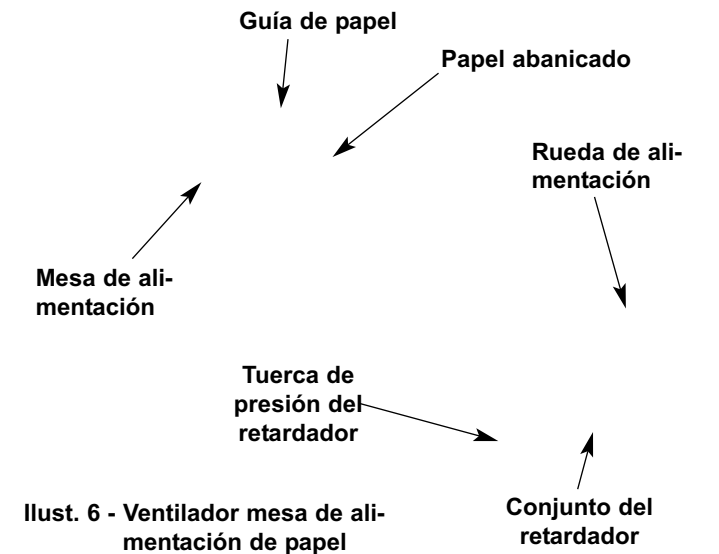 Guía de papel
Papel abanicado
Rueda de ali-
mentación
Mesa de ali-
mentación
Tuerca de
presión del
retardador
Conjunto del
retardador
Ilust. 6 - Ventilador mesa de ali-
mentación de papel